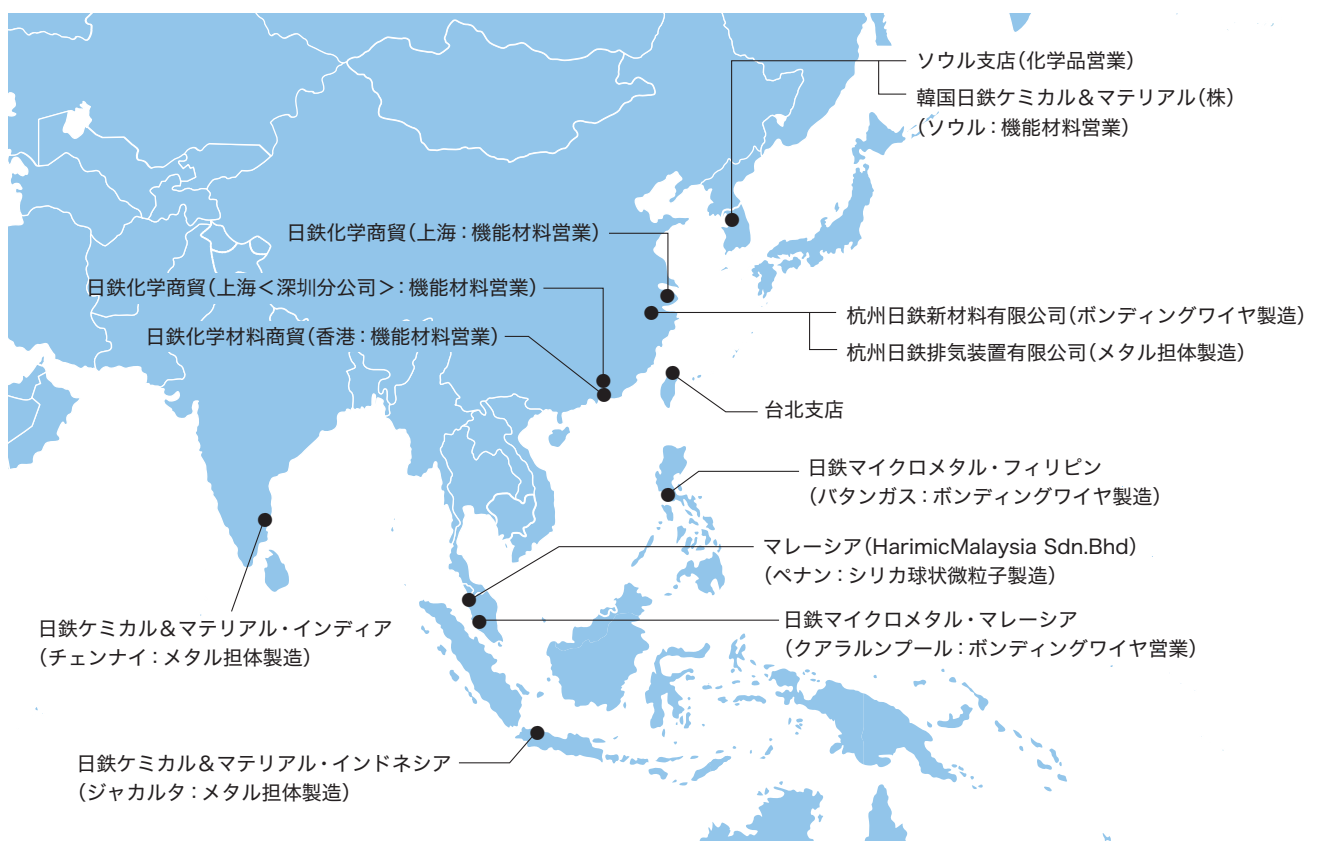 ソウル支店(化学品営業)
韓国日鉄ケミカル＆マテリアル(株)
(ソウル：機能材料営業)
日鉄化学商貿(上海：機能材料営業)
日鉄化学商貿(上海＜深圳分公司＞：機能材料営業)
日鉄化学材料商貿(香港：機能材料営業)
杭州日鉄新材料有限公司(ボンディングワイヤ製造)
杭州日鉄排気装置有限公司(メタル担体製造)
台北支店
日鉄マイクロメタル・フィリピン
(バタンガス：ボンディングワイヤ製造)
マレーシア(HarimicMalaysia Sdn.Bhd)
(ペナン：シリカ球状微粒子製造)
日鉄マイクロメタル・マレーシア
(クアラルンプール：ボンディングワイヤ営業)
日鉄ケミカル＆マテリアル・インディア
(チェンナイ：メタル担体製造)
日鉄ケミカル＆マテリアル・インドネシア
(ジャカルタ：メタル担体製造)